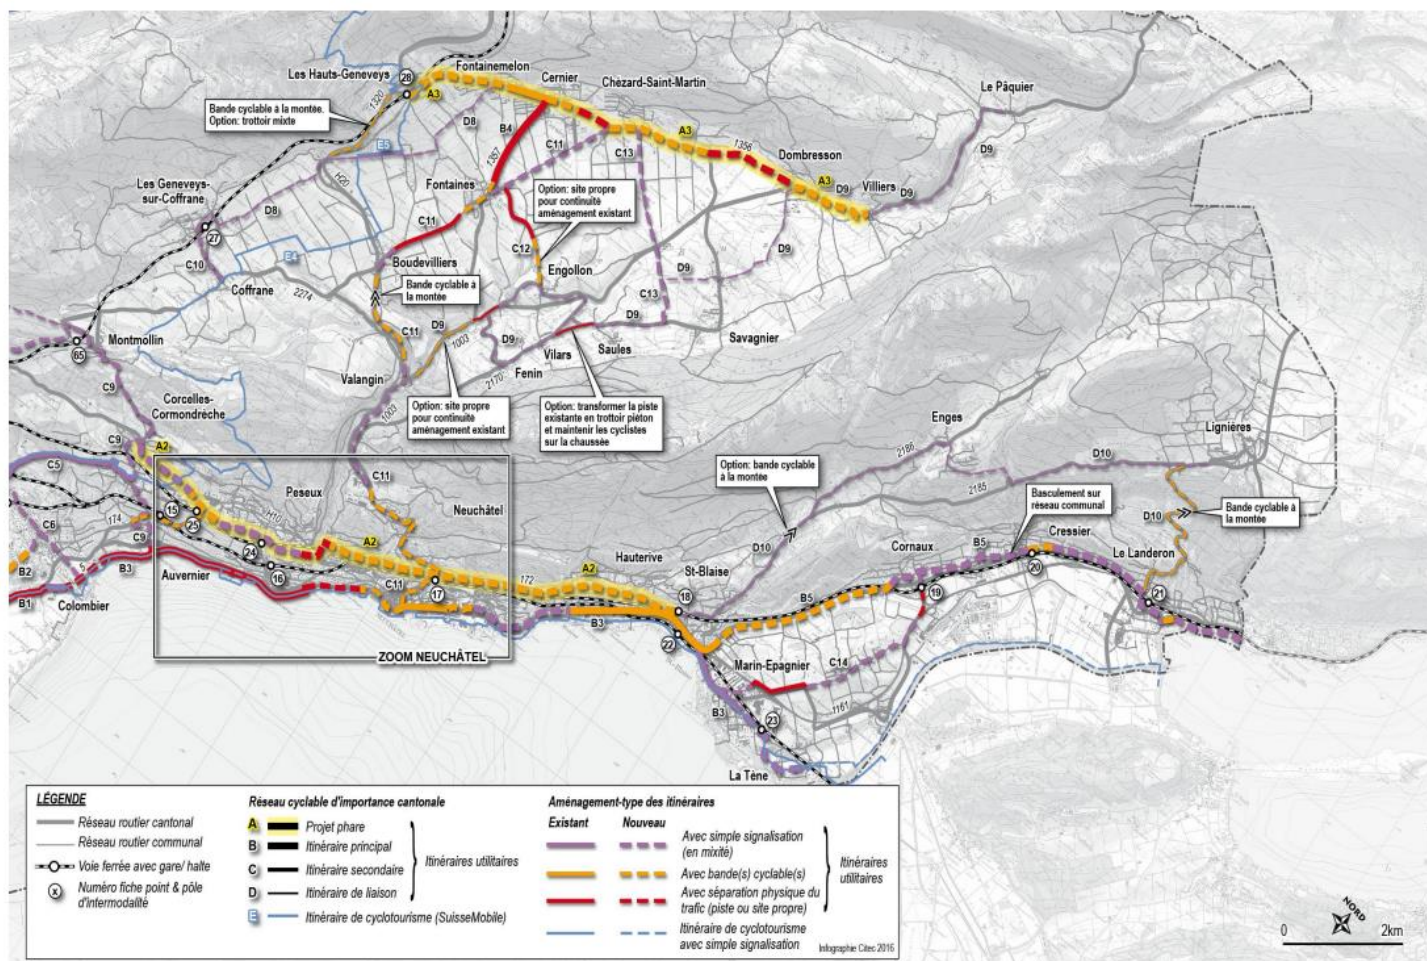 Les Hauts-Geneveys
28
Fontainemelon
Cernier
Chèzard-Saint-Martin
A3
Le Pâquier
Bande cyclable à la montée.
Option: trottoir mixte
1320
D8
B4
1357
C11
C13
A3
1356
Dombresson
D9
E5
H20
A3
D9
Villiers
D9
Les Geneveys-
sur-Coffrane
Fontaines
Option: site propre
pour continuité
aménagement existant
D8
27
C11
C12
D9
C10
E4
Boudevilliers
Engollon
D9
Coffrane
2274
Bande cyclable à
la montée
C13
D9
C11
D9
1003
D9
Savagnier
Montmollin
65
Vilars
Saules
Valangin
Fenin
2170
C9
Corcelles-
Cormondrèche
Option: site propre
pour continuité
aménagement existant
Option: transformer la piste
existante en trottoir piéton
et maintenir les cyclistes
sur la chaussée
1003
Enges
Lignières
C9
A2
2186
D10
C5
C11
Option: bande cyclable
à la montée
2185
Peseux
Neuchâtel
Basculement sur
réseau communal
D10
Bande cyclable à
la montée
15
25
174
H10
C6
C9
24
A2
Hauterive
D10
Cornaux
B5
Cressier
Le Landeron
5
B3
16
Auvernier
C11
17
172
A2
St-Blaise
18
B5
19
20
21
B2
B1
Colombier
B3
22
ZOOM NEUCHÂTEL
Marin-Epagnier
C14
B3
1161
23
La Tène
LÉGENDE
Réseau routier cantonal
Réseau routier communal
Voie ferrée avec gare/ halte
x Numéro fiche point & pôle
d'intermodalité
Réseau cyclable d'importance cantonale
A Projet phare
B Itinéraire principal
C Itinéraire secondaire
D Itinéraire de liaison
Itinéraires utilitaires
E Itinéraire de cyclotourisme (SuisseMobile)
Aménagement-type des itinéraires
Existant Nouveau
Avec simple signalisation
(en mixité)
Avec bande(s) cyclable(s)
Avec séparation physique du
trafic (piste ou site propre)
Itinéraires
utilitaires
Itinéraire de cyclotourisme
avec simple signalisation
Infographie Citec 2016
NORD
0 2km